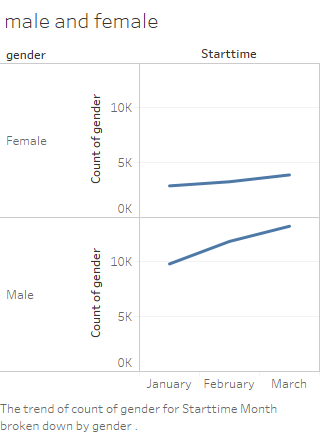 male and female
gender
Starttime
Female
Count of gender
10K
5K
0K
Male
Count of gender
10K
5K
0K
January February March
The trend of count of gender for Starttime Month
broken down by gender .